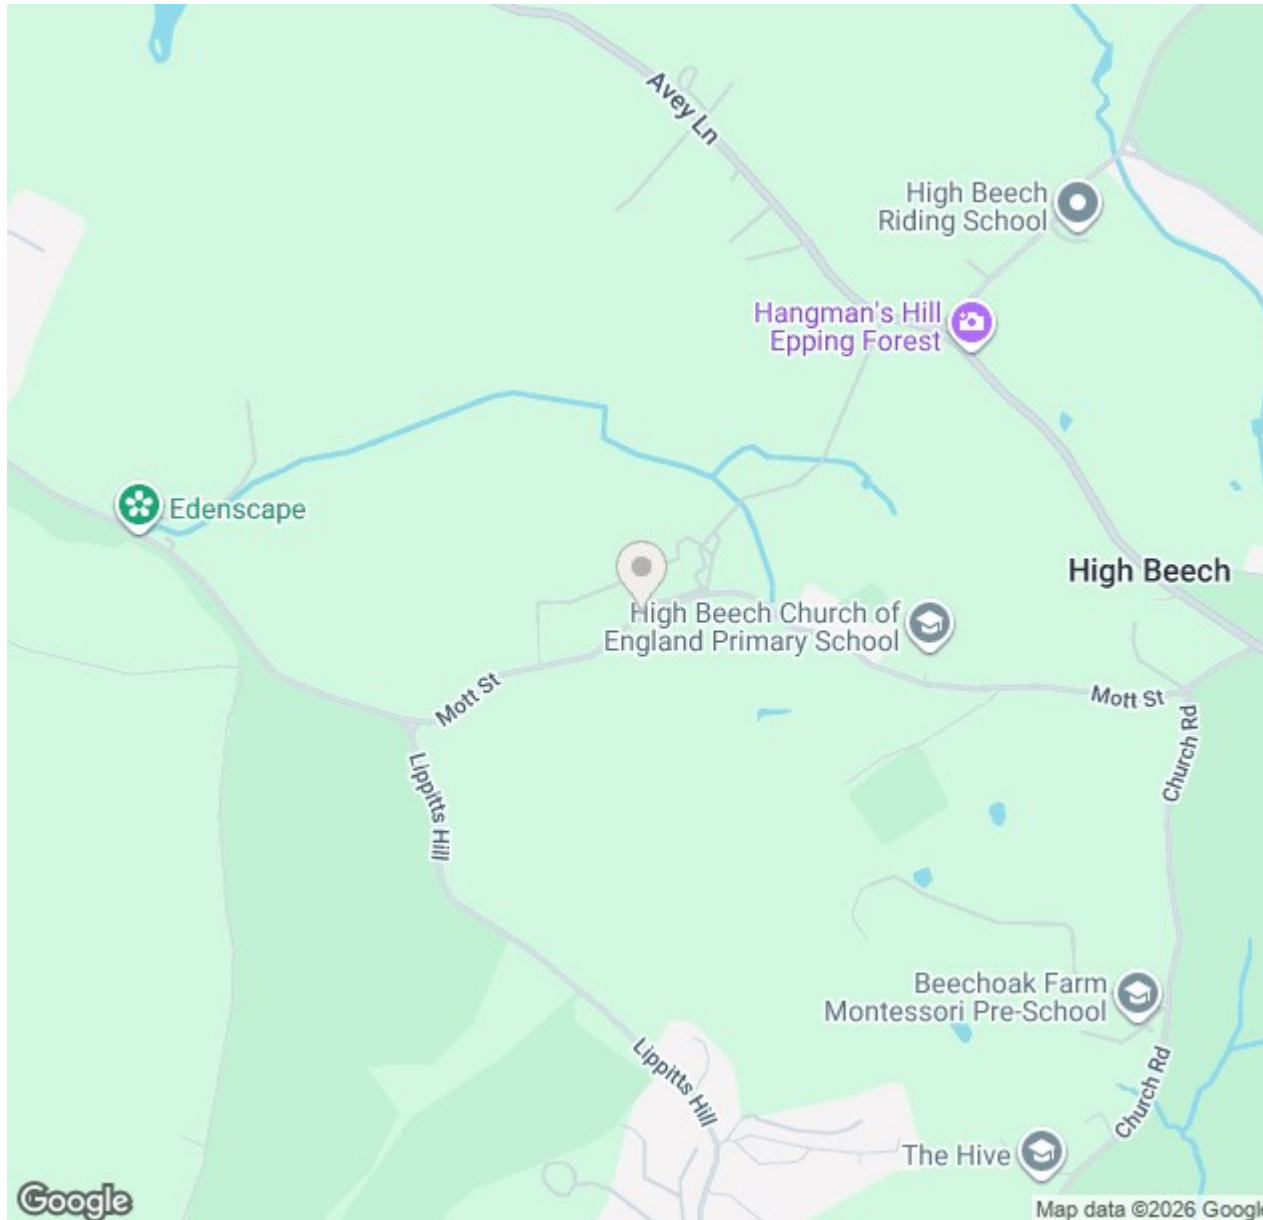 Avey Ln
High Beech
Riding School
Hangman's Hill
Epping Forest
Edenscape
High Beech
High Beech Church of
England Primary School
Mott St
Mott St
Church Rd
Lippitts Hill
Beechoak Farm
Montessori Pre-School
Lippitts Hill
Church Rd
The Hive
Google
Map data ©2026 Google